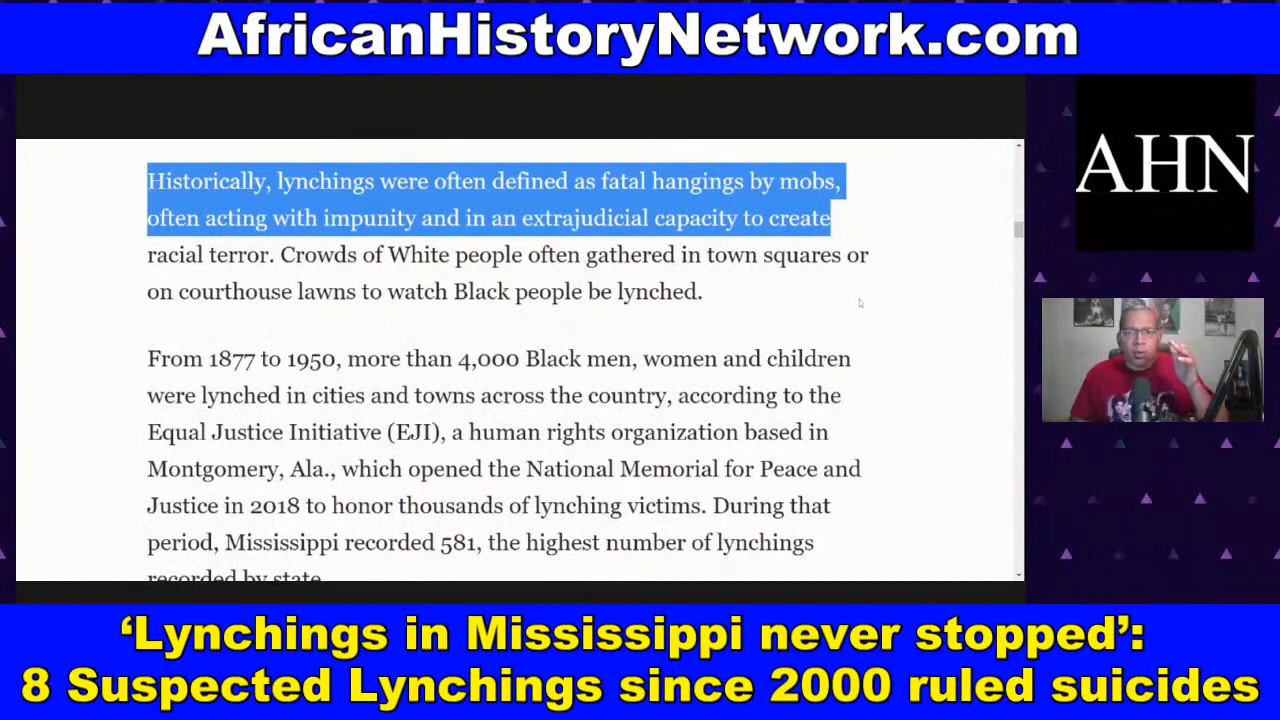 AfricanHistoryNetwork.com
AHN
Historically, lynchings were often defined as fatal hangings by mobs,
often acting with impunity and in an extrajudicial capacity to create
racial terror. Crowds of White people often gathered in town squares or
on courthouse lawns to watch Black people be lynched.
From 1877 to 1950, more than 4,000 Black men, women and children
were lynched in cities and towns across the country, according to the
Equal Justice Initiative (EJI), a human rights organization based in
Montgomery, Ala., which opened the National Memorial for Peace and
Justice in 2018 to honor thousands of lynching victims. During that
period, Mississippi recorded 581, the highest number of lynchings
recorded by state.
‘Lynchings in Mississippi never stopped’:
8 Suspected Lynchings since 2000 ruled suicides